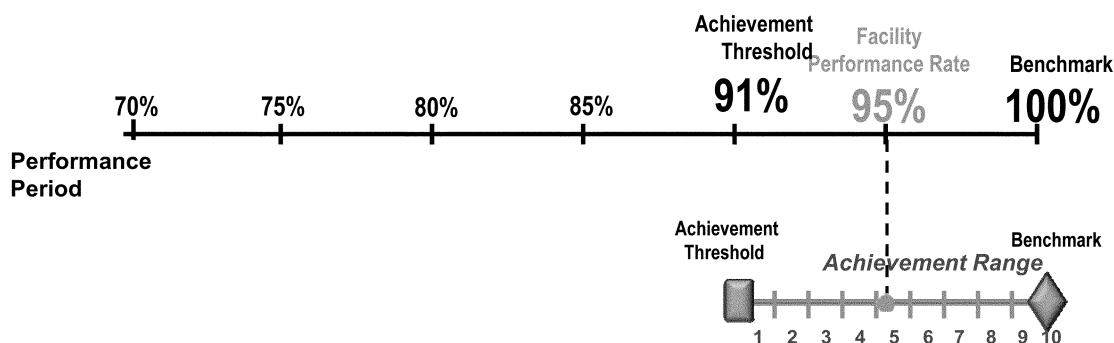 Achievement
Threshold
Facility
Performance Rate
Benchmark
70%
75%
80%
85%
91%
95%
100%
Performance
Period
Achievement
Threshold
Benchmark
Achievement Range
1 2 3 4 5 6 7 8 9 10